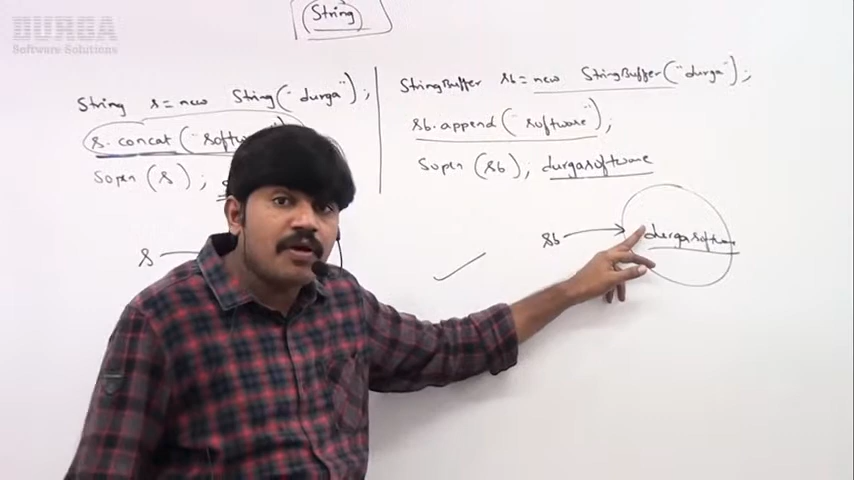 DURGA
Software Solutions
String
String s = new String("durga");
s.concat("softw
Sopln(s);
s
StringBuffer sb = new StringBuffer("durga");
sb.append("software");
Sopln(sb); durgasoftware
sb durgasoftware